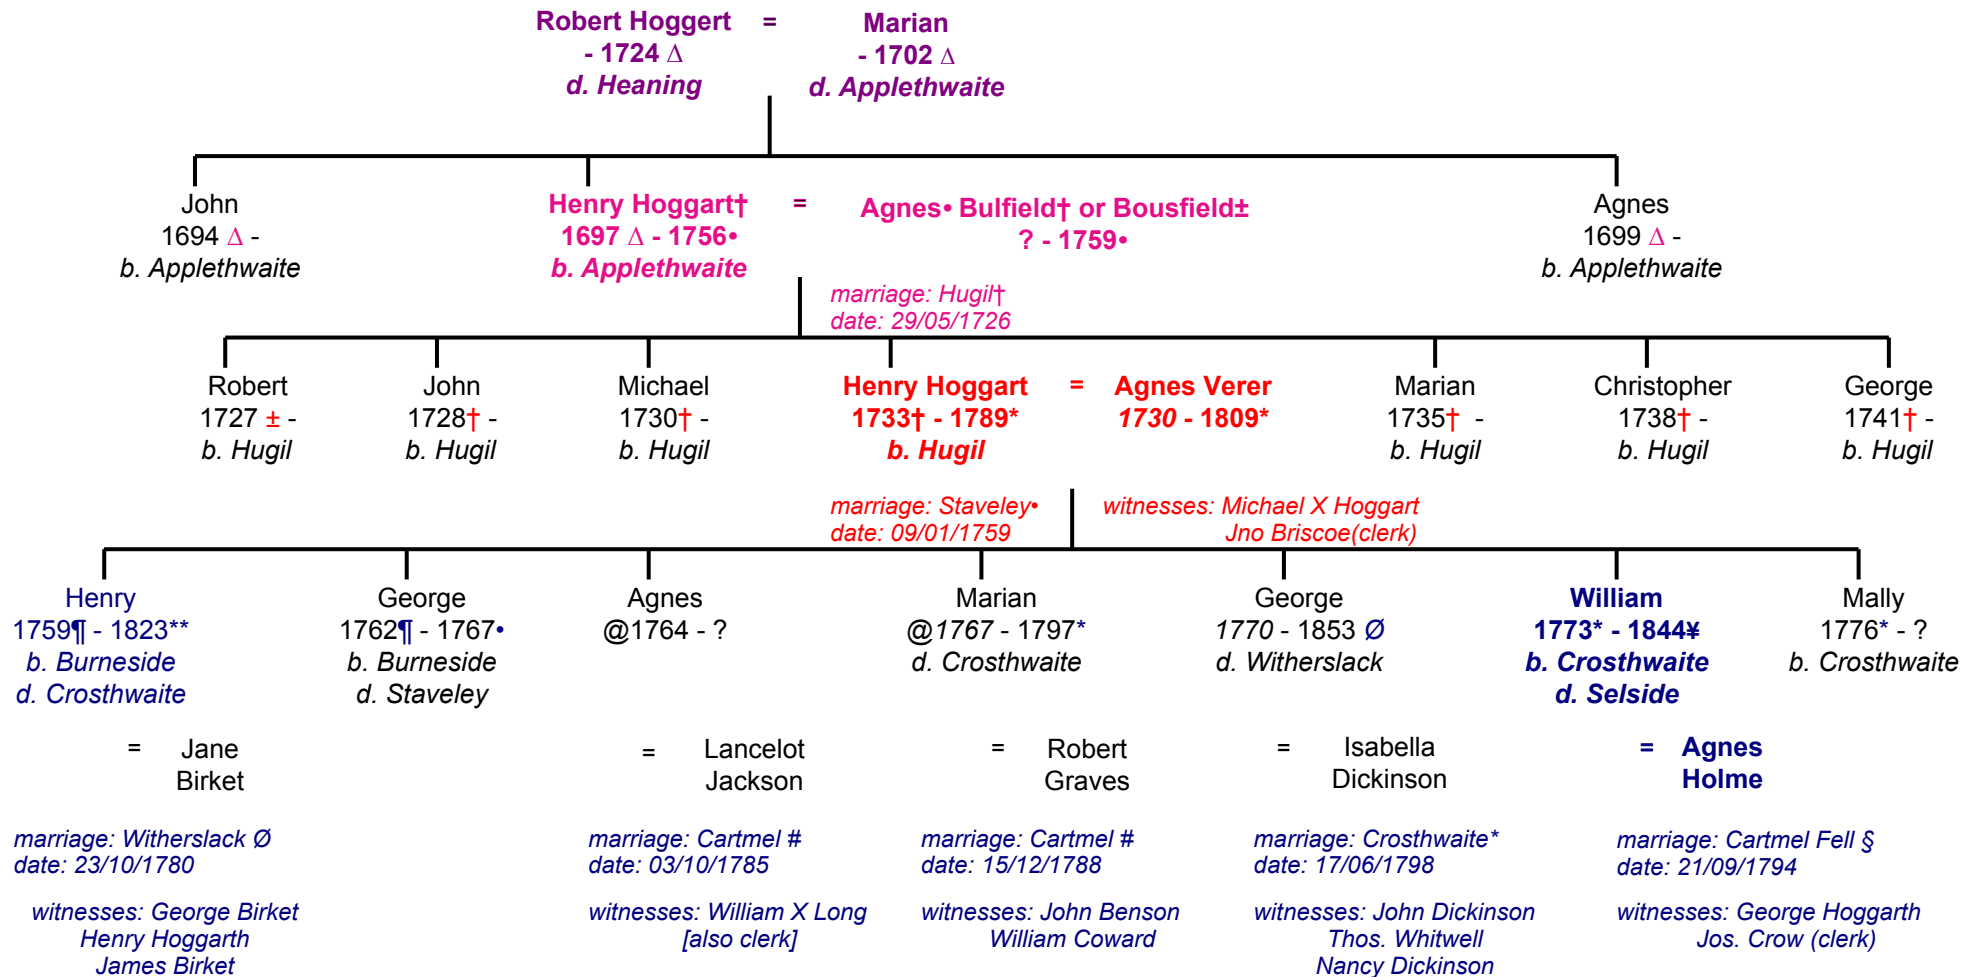 Robert Hoggert = Marian
- 1724 Δ - 1702 Δ
d. Heaning d. Applethwaite
John Henry Hoggart† = Agnes• Bulfield† or Bousfield± Agnes
1694 Δ - 1697 Δ - 1756• ? - 1759• 1699 Δ -
b. Applethwaite b. Applethwaite b. Applethwaite
marriage: Hugil†
date: 29/05/1726
Robert John Michael Henry Hoggart = Agnes Verer Marian Christopher George
1727 ± - 1728† - 1730† - 1733† - 1789* 1730 - 1809* 1735† - 1738† - 1741† -
b. Hugil b. Hugil b. Hugil b. Hugil b. Hugil b. Hugil b. Hugil
marriage: Staveley• witnesses: Michael X Hoggart
date: 09/01/1759 Jno Briscoe(clerk)
Henry George Agnes Marian George William Mally
1759¶ - 1823** 1762¶ - 1767• @1764 - ? @1767 - 1797* 1770 - 1853 Ø 1773* - 1844¥ 1776* - ?
b. Burneside b. Burneside d. Crosthwaite d. Witherslack b. Crosthwaite b. Crosthwaite
d. Crosthwaite d. Staveley d. Selside
= Jane = Lancelot = Robert = Isabella = Agnes
Birket Jackson Graves Dickinson Holme
marriage: Witherslack Ø marriage: Cartmel # marriage: Cartmel # marriage: Crosthwaite* marriage: Cartmel Fell §
date: 23/10/1780 date: 03/10/1785 date: 15/12/1788 date: 17/06/1798 date: 21/09/1794
witnesses: George Birket witnesses: William X Long witnesses: John Benson witnesses: John Dickinson witnesses: George Hoggarth
Henry Hoggarth [also clerk] William Coward Thos. Whitwell Jos. Crow (clerk)
James Birket Nancy Dickinson